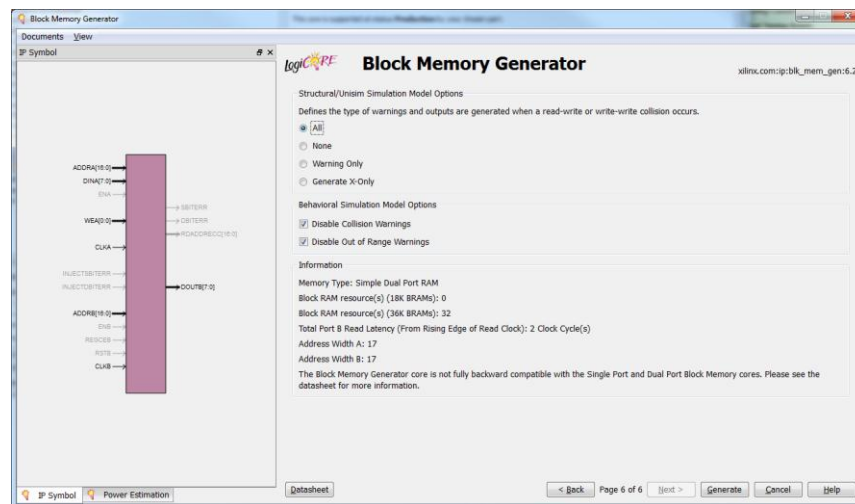 Block Memory Generator
Documents View
IP Symbol
logiCORE
Block Memory Generator
xilinx.com:ip:blk_mem_gen:6.2
Structural/Unisim Simulation Model Options
Defines the type of warnings and outputs are generated when a read-write or write-write collision occurs.
All
None
Warning Only
Generate X-Only
Behavioral Simulation Model Options
Disable Collision Warnings
Disable Out of Range Warnings
Information
Memory Type: Simple Dual Port RAM
Block RAM resource(s) (18K BRAMs): 0
Block RAM resource(s) (36K BRAMs): 32
Total Port B Read Latency (From Rising Edge of Read Clock): 2 Clock Cycle(s)
Address Width A: 17
Address Width B: 17
The Block Memory Generator core is not fully backward compatible with the Single Port and Dual Port Block Memory cores. Please see the
datasheet for more information.
ADDRA[16:0]
DINA[7:0]
ENA
WEA[0:0]
CLKA
INJECTSBITERR
INJECTDBITERR
ADDRB[16:0]
ENB
REGCEB
RSTB
CLKB
SBITERR
DBITERR
RDADDRECC[16:0]
DOUTB[7:0]
IP Symbol
Power Estimation
Datasheet
< Back
Page 6 of 6
Next >
Generate
Cancel
Help